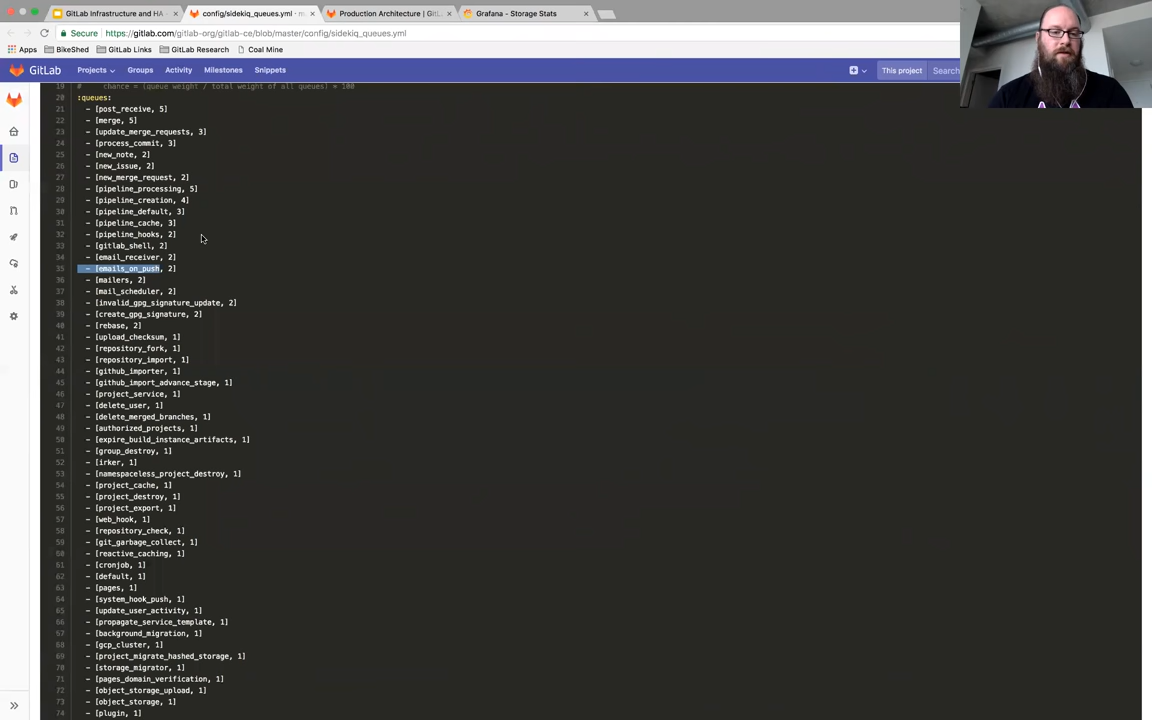 GitLab Infrastructure and HA
config/sidekiq_queues.yml · m
Production Architecture | GitL
Grafana - Storage Stats
Secure
https://gitlab.com/gitlab-org/gitlab-ce/blob/master/config/sidekiq_queues.yml
Apps BikeShed GitLab Links GitLab Research Coal Mine
GitLab Projects Groups Activity Milestones Snippets This project Search
19 # chance = (queue weight / total weight of all queues) * 100
20 :queues:
21 - [post_receive, 5]
22 - [merge, 5]
23 - [update_merge_requests, 3]
24 - [process_commit, 3]
25 - [new_note, 2]
26 - [new_issue, 2]
27 - [new_merge_request, 2]
28 - [pipeline_processing, 5]
29 - [pipeline_creation, 4]
30 - [pipeline_default, 3]
31 - [pipeline_cache, 3]
32 - [pipeline_hooks, 2]
33 - [gitlab_shell, 2]
34 - [email_receiver, 2]
35 - [emails_on_push, 2]
36 - [mailers, 2]
37 - [mail_scheduler, 2]
38 - [invalid_gpg_signature_update, 2]
39 - [create_gpg_signature, 2]
40 - [rebase, 2]
41 - [upload_checksum, 1]
42 - [repository_fork, 1]
43 - [repository_import, 1]
44 - [github_importer, 1]
45 - [github_import_advance_stage, 1]
46 - [project_service, 1]
47 - [delete_user, 1]
48 - [delete_merged_branches, 1]
49 - [authorized_projects, 1]
50 - [expire_build_instance_artifacts, 1]
51 - [group_destroy, 1]
52 - [irker, 1]
53 - [namespaceless_project_destroy, 1]
54 - [project_cache, 1]
55 - [project_destroy, 1]
56 - [project_export, 1]
57 - [web_hook, 1]
58 - [repository_check, 1]
59 - [git_garbage_collect, 1]
60 - [reactive_caching, 1]
61 - [cronjob, 1]
62 - [default, 1]
63 - [pages, 1]
64 - [system_hook_push, 1]
65 - [update_user_activity, 1]
66 - [propagate_service_template, 1]
67 - [background_migration, 1]
68 - [gcp_cluster, 1]
69 - [project_migrate_hashed_storage, 1]
70 - [storage_migrator, 1]
71 - [pages_domain_verification, 1]
72 - [object_storage_upload, 1]
73 - [object_storage, 1]
74 - [plugin, 1]